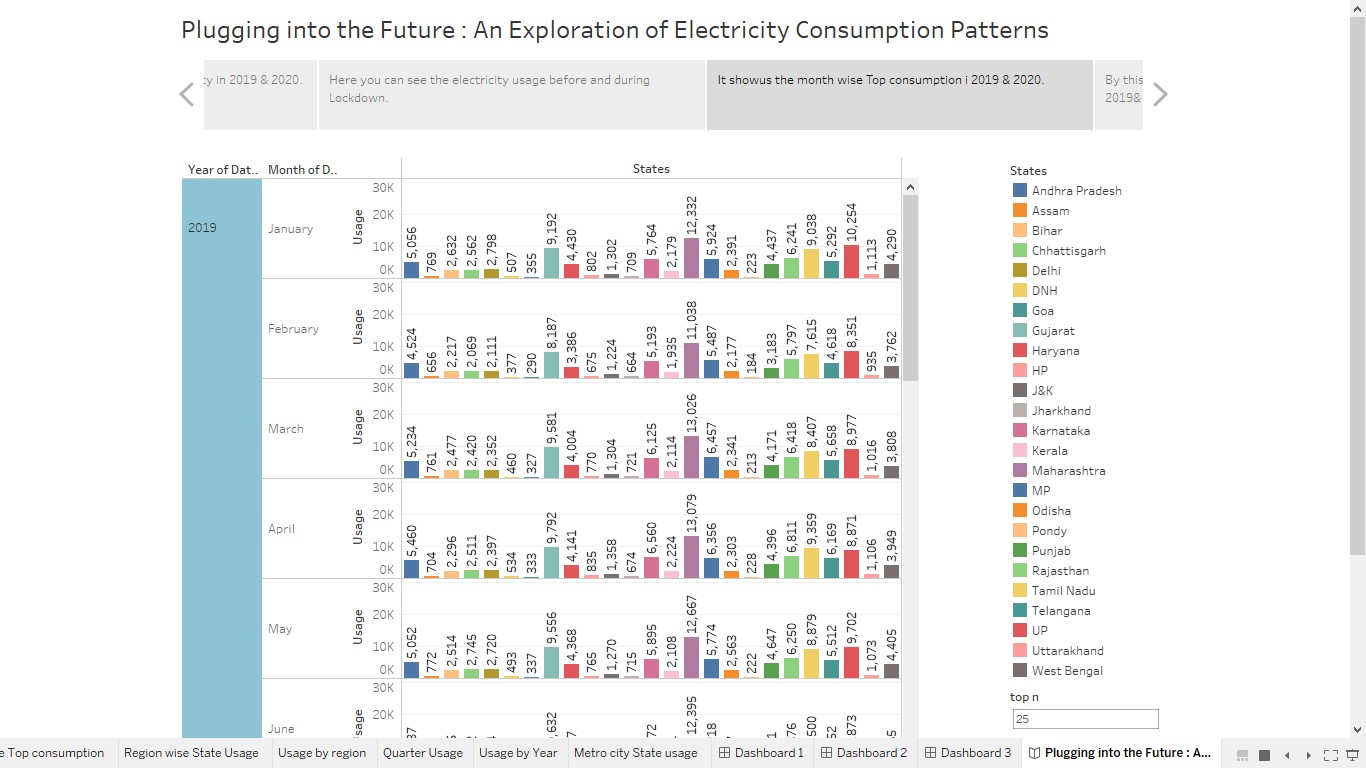 Plugging into the Future : An Exploration of Electricity Consumption Patterns
cy in 2019 & 2020.
Here you can see the electricity usage before and during
Lockdown.
It showus the month wise Top consumption i 2019 & 2020.
By this
2019&
Year of Dat.. Month of D.. States
2019
January
Usage
30K
20K
10K
0K
5,056 769 2,632 2,562 2,798 507 355 9,192 4,430 802 1,302 709 5,764 2,179 12,332 5,924 2,391 223 4,437 6,241 9,038 5,292 10,254 1,113 4,290
February
Usage
30K
20K
10K
0K
4,524 656 2,217 2,069 2,111 377 290 8,187 3,386 675 1,224 664 5,193 1,935 11,038 5,487 2,177 184 3,183 5,797 7,615 4,618 8,351 935 3,762
March
Usage
30K
20K
10K
0K
5,234 761 2,477 2,420 2,352 460 327 9,581 4,004 770 1,304 721 6,125 2,114 13,026 6,457 2,341 213 4,171 6,418 8,407 5,658 8,977 1,016 3,808
April
Usage
30K
20K
10K
0K
5,460 704 2,296 2,511 2,397 534 333 9,792 4,141 835 1,358 674 6,560 2,224 13,079 6,356 2,303 228 4,396 6,811 9,359 6,169 8,871 1,106 3,949
May
Usage
30K
20K
10K
0K
5,052 772 2,514 2,745 2,720 493 337 9,556 4,368 765 1,270 715 5,895 2,108 12,667 5,774 2,563 222 4,647 6,250 8,879 5,512 9,702 1,073 4,405
June
Usage
30K
20K
12,395
States
Andhra Pradesh
Assam
Bihar
Chhattisgarh
Delhi
DNH
Goa
Gujarat
Haryana
HP
J&K
Jharkhand
Karnataka
Kerala
Maharashtra
MP
Odisha
Pondy
Punjab
Rajasthan
Tamil Nadu
Telangana
UP
Uttarakhand
West Bengal
top n
25
e Top consumption Region wise State Usage Usage by region Quarter Usage Usage by Year Metro city State usage Dashboard 1 Dashboard 2 Dashboard 3 Plugging into the Future : A...